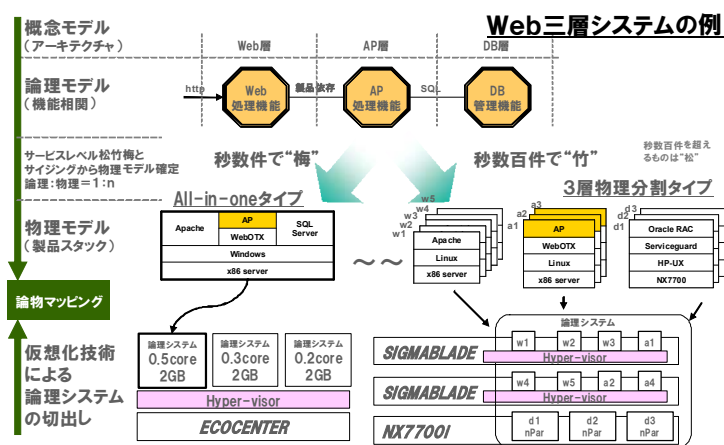 Web三層システムの例
概念モデル
(アーキテクチャ)
Web層
AP層
DB層
論理モデル
(機能相関)
http
Web
処理機能
製品依存
AP
処理機能
SQL
DB
管理機能
サービスレベル松竹梅と
サイジングから物理モデル確定
論理:物理=1:n
秒数件で“梅”
秒数百件で“竹”
秒数百件を超え
るものは“松”
All-in-oneタイプ
3層物理分割タイプ
物理モデル
(製品スタック)
Apache
AP
WebOTX
SQL
Server
Windows
x86 server
~~
w5
w4
w3
w2
w1
Apache
Linux
x86 server
a3
a2
a1
AP
WebOTX
Linux
x86 server
d3
d2
d1
Oracle RAC
Serviceguard
HP-UX
NX7700
論物マッピング
仮想化技術
による
論理システム
の切出し
論理システム
0.5core
2GB
論理システム
0.3core
2GB
論理システム
0.2core
2GB
Hyper-visor
ECOCENTER
論理システム
SIGMABLADE
w1
w2
w3
a1
Hyper-visor
SIGMABLADE
w4
w5
a2
a4
Hyper-visor
NX7700I
d1
nPar
d2
nPar
d3
nPar